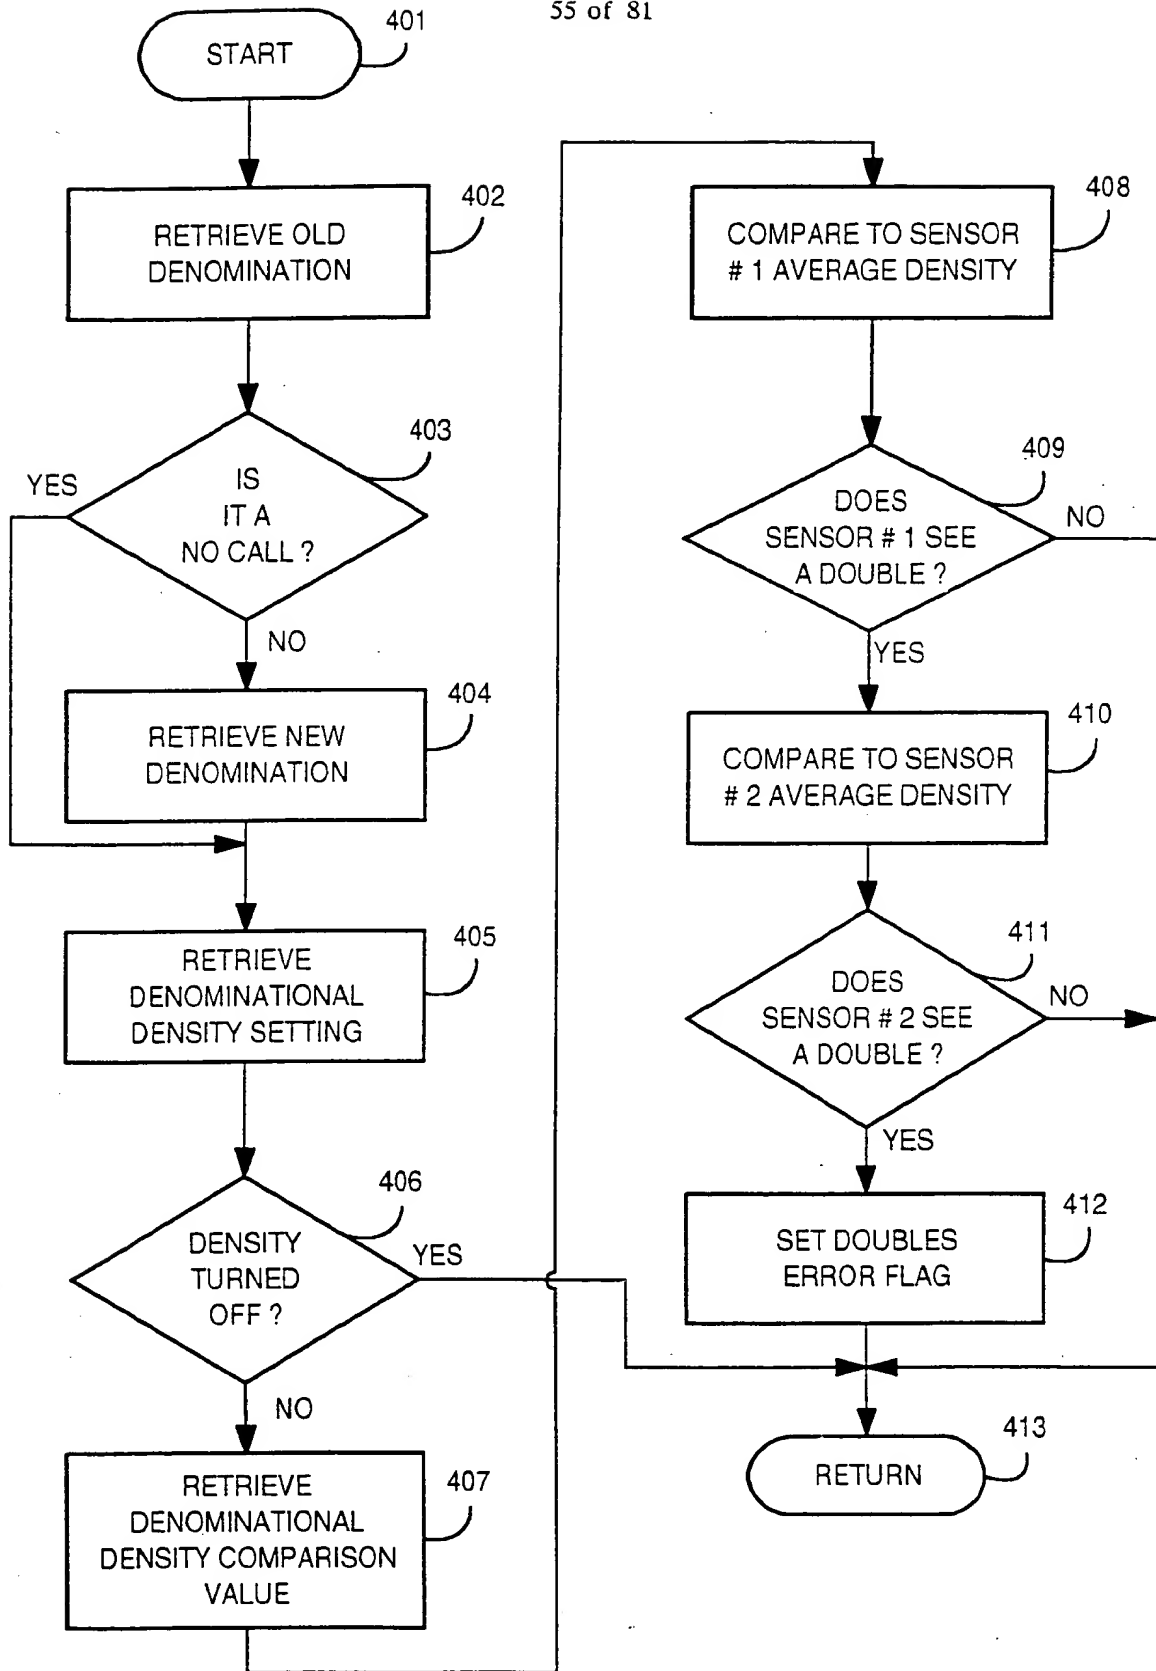 55 of 81
401
START
402
RETRIEVE OLD
DENOMINATION
403
YES
IS
IT A
NO CALL ?
NO
404
RETRIEVE NEW
DENOMINATION
405
RETRIEVE
DENOMINATIONAL
DENSITY SETTING
406
DENSITY
TURNED
OFF ?
YES
NO
407
RETRIEVE
DENOMINATIONAL
DENSITY COMPARISON
VALUE
408
COMPARE TO SENSOR
# 1 AVERAGE DENSITY
409
DOES
SENSOR # 1 SEE
A DOUBLE ?
NO
YES
410
COMPARE TO SENSOR
# 2 AVERAGE DENSITY
411
DOES
SENSOR # 2 SEE
A DOUBLE ?
NO
YES
412
SET DOUBLES
ERROR FLAG
413
RETURN